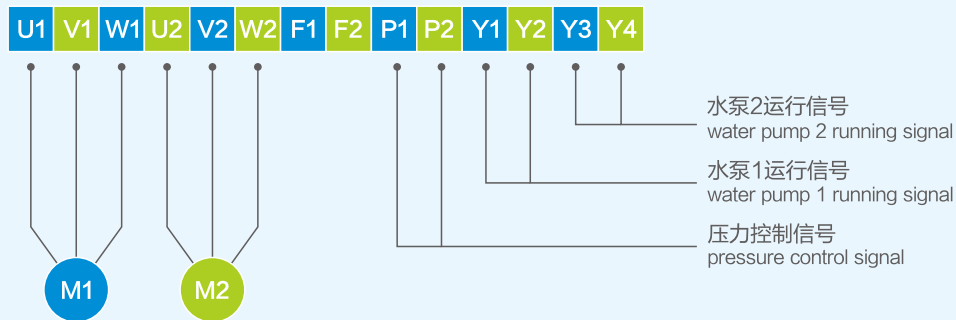 U1 V1 W1 U2 V2 W2 F1 F2 P1 P2 Y1 Y2 Y3 Y4
水泵2运行信号
water pump 2 running signal
水泵1运行信号
water pump 1 running signal
压力控制信号
pressure control signal
M1 M2